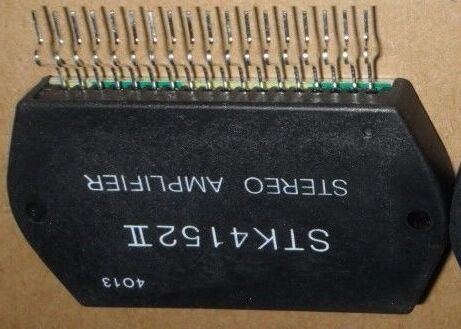 4013
STK4152II
STEREO AMPLIFIER